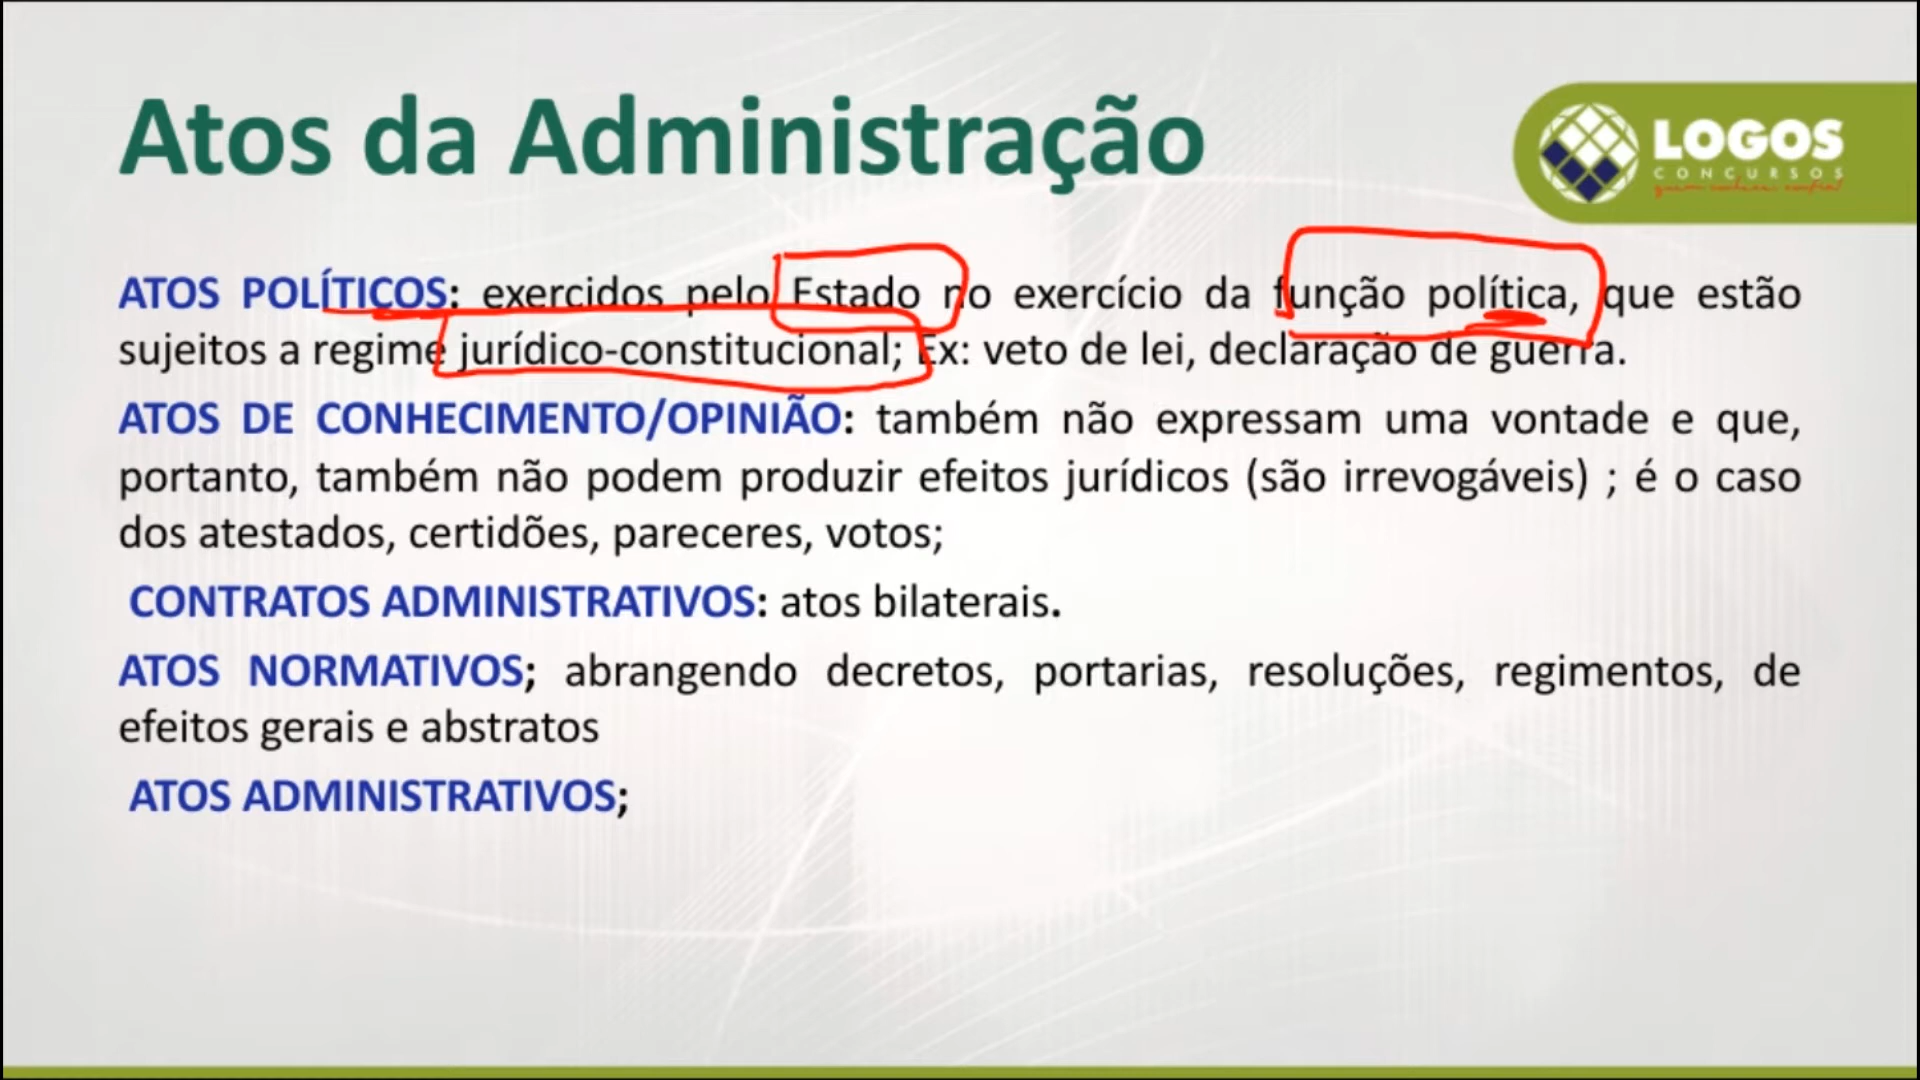 Atos da Administração
LOGOS
CONCURSOS
ATOS POLÍTICOS: exercidos pelo Estado no exercício da função política, que estão
sujeitos a regime jurídico-constitucional; Ex: veto de lei, declaração de guerra.
ATOS DE CONHECIMENTO/OPINIÃO: também não expressam uma vontade e que,
portanto, também não podem produzir efeitos jurídicos (são irrevogáveis) ; é o caso
dos atestados, certidões, pareceres, votos;
CONTRATOS ADMINISTRATIVOS: atos bilaterais.
ATOS NORMATIVOS; abrangendo decretos, portarias, resoluções, regimentos, de
efeitos gerais e abstratos
ATOS ADMINISTRATIVOS;